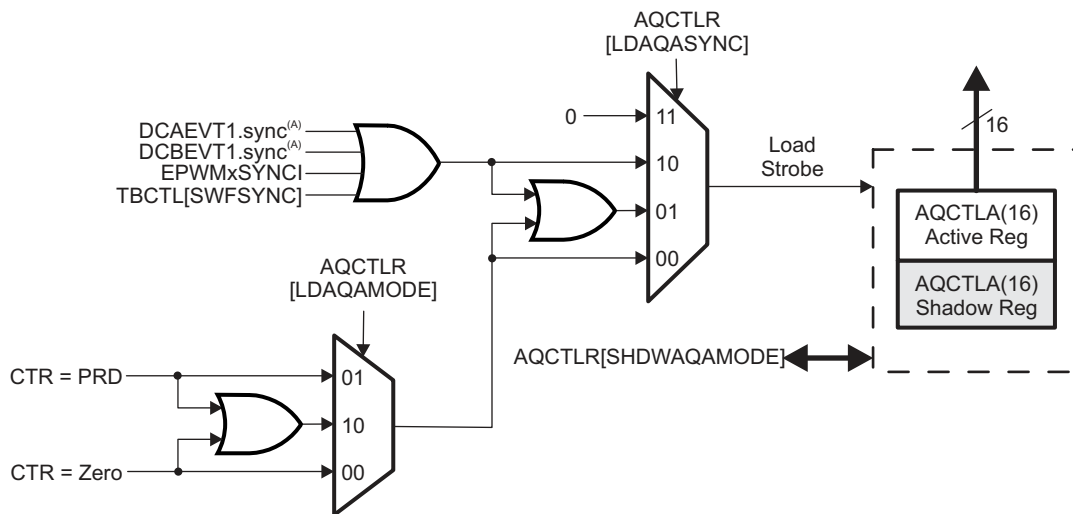 AQCTLR
[LDAQASYNC]
DCAEVT1.sync(A)
DCBEVT1.sync(A)
EPWMxSYNCI
TBCTL[SWFSYNC]
0
11
10
01
00
Load
Strobe
16
AQCTLA(16)
Active Reg
AQCTLA(16)
Shadow Reg
AQCTLR
[LDAQAMODE]
AQCTLR[SHDWAQAMODE]
CTR = PRD
01
10
CTR = Zero
00